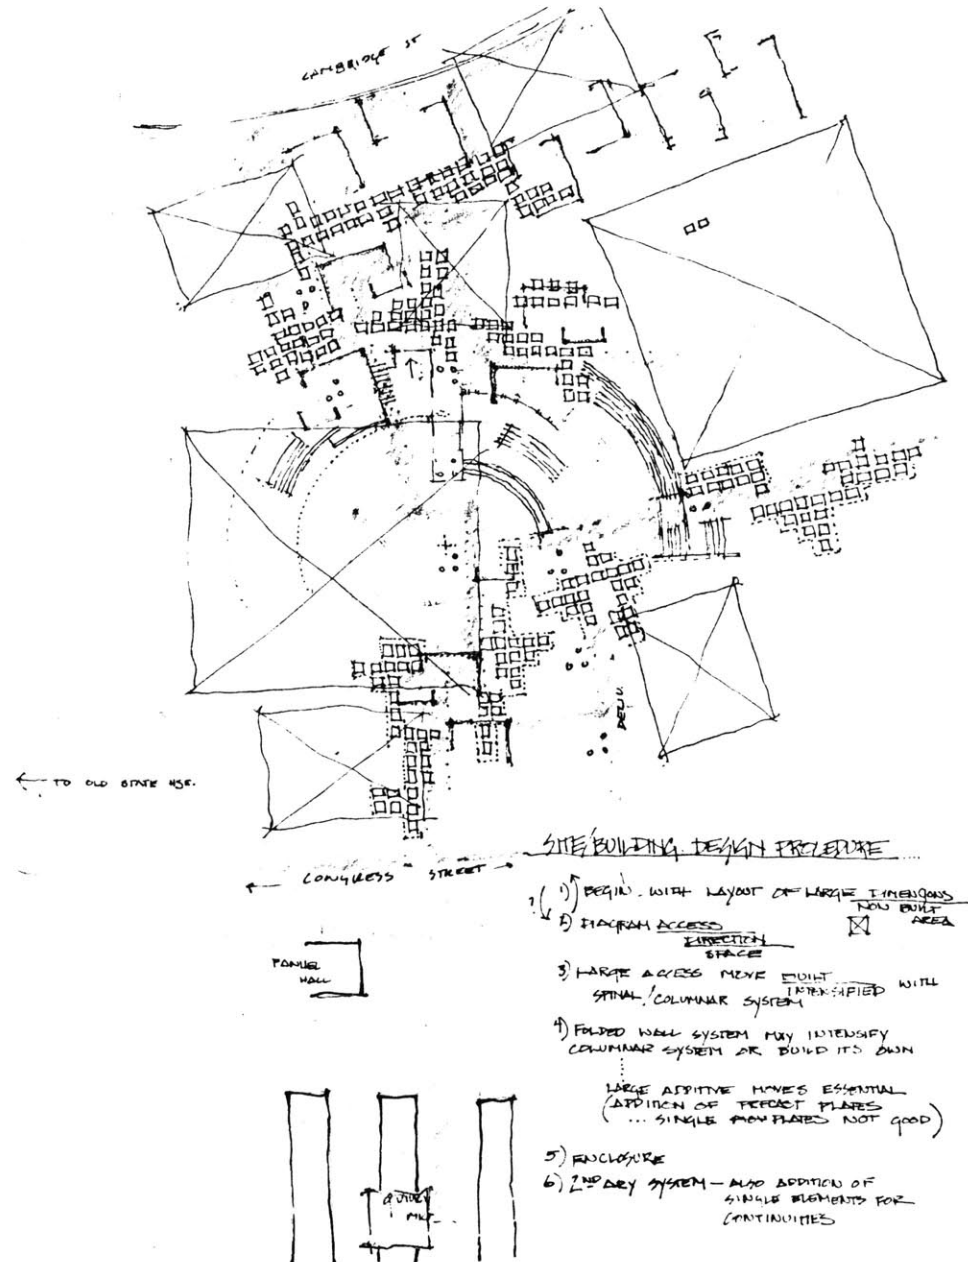 CAMBRIDGE ST
DELIV.
← TO OLD STATE HSE.
← CONGRESS STREET →
FANUEL
HALL
QUINCY
MKT.
SITE/BUILDING DESIGN PROCEDURE
?
1) BEGIN WITH LAYOUT OF LARGE DIMENSIONS
NON BUILT
AREA
2) DIAGRAM ACCESS
DIRECTION
SPACE
3) LARGE ACCESS MOVE BUILT
INTENSIFIED WITH
SPINAL/COLUMNAR SYSTEM
4) FOLDED WALL SYSTEM MAY INTENSIFY
COLUMNAR SYSTEM OR BUILD ITS OWN
LARGE ADDITIVE MOVES ESSENTIAL
(ADDITION OF PRECAST PLATES
... SINGLE PLATES NOT GOOD)
5) ENCLOSURE
6) 2ND ARY SYSTEM – ALSO ADDITION OF
SINGLE ELEMENTS FOR
CONTINUITIES